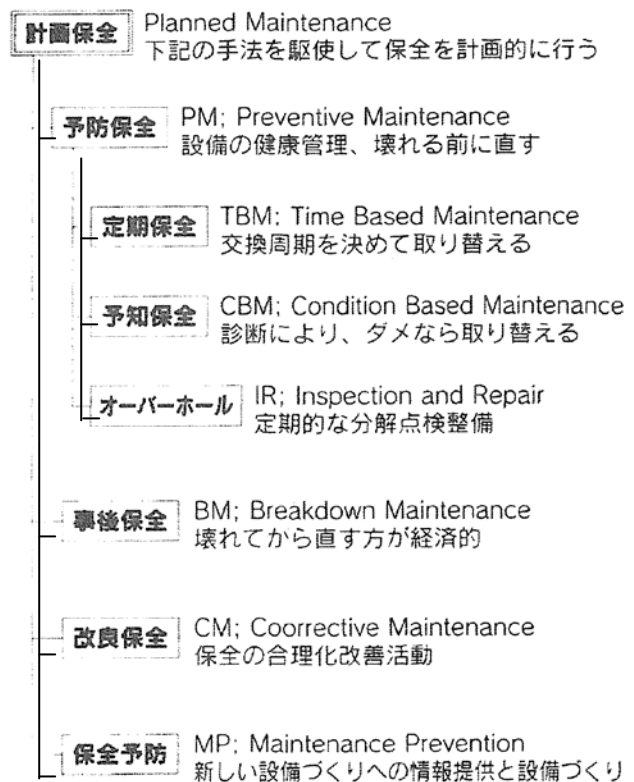 計画保全 Planned Maintenance
下記の手法を駆使して保全を計画的に行う
予防保全 PM; Preventive Maintenance
設備の健康管理、壊れる前に直す
定期保全 TBM; Time Based Maintenance
交換周期を決めて取り替える
予知保全 CBM; Condition Based Maintenance
診断により、ダメなら取り替える
オーバーホール IR; Inspection and Repair
定期的な分解点検整備
事後保全 BM; Breakdown Maintenance
壊れてから直す方が経済的
改良保全 CM; Coorrective Maintenance
保全の合理化改善活動
保全予防 MP; Maintenance Prevention
新しい設備づくりへの情報提供と設備づくり